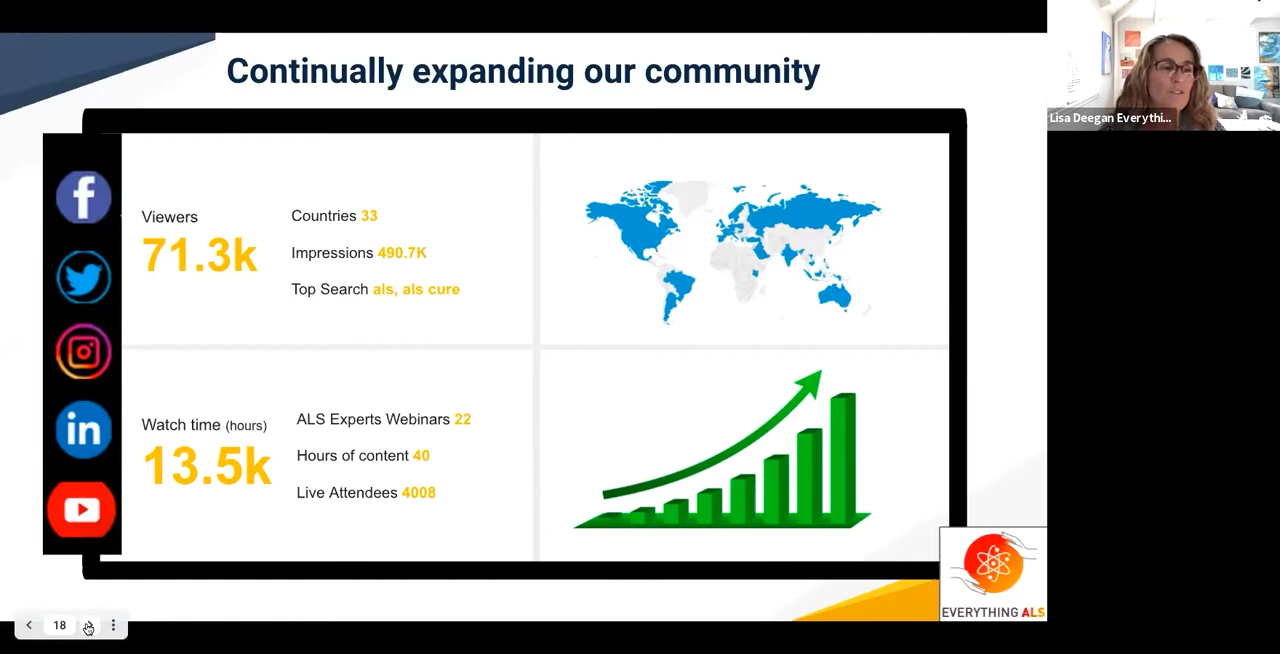 Continually expanding our community
Viewers
71.3k
Countries 33
Impressions 490.7K
Top Search als, als cure
Watch time (hours)
13.5k
ALS Experts Webinars 22
Hours of content 40
Live Attendees 4008
EVERYTHING ALS
18
Lisa Deegan Everythi...